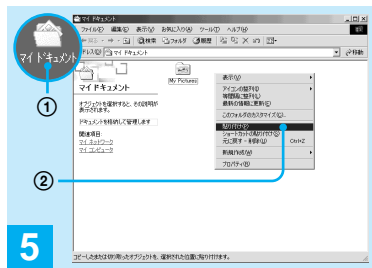 マイ ドキュメント
ファイル(F) 編集(E) 表示(V) お気に入り(A) ツール(T) ヘルプ(H)
検索 フォルダ 履歴
マイ ドキュメント 移動
マイ ドキュメント
①
マイ ドキュメント
オブジェクトを選択すると、その説明が
表示されます。
ドキュメントを格納して管理します
関連項目:
マイ ネットワーク
マイ コンピュータ
My Pictures
表示(V)
アイコンの整列(I)
等間隔に整列(L)
最新の情報に更新(E)
このフォルダのカスタマイズ(C)...
貼り付け(P)
ショートカットの貼り付け(S)
元に戻す - 削除(U) Ctrl+Z
新規作成(W)
プロパティ(R)
②
5
コピーしたまたは切り取ったオブジェクトを、選択された位置に貼り付けます。